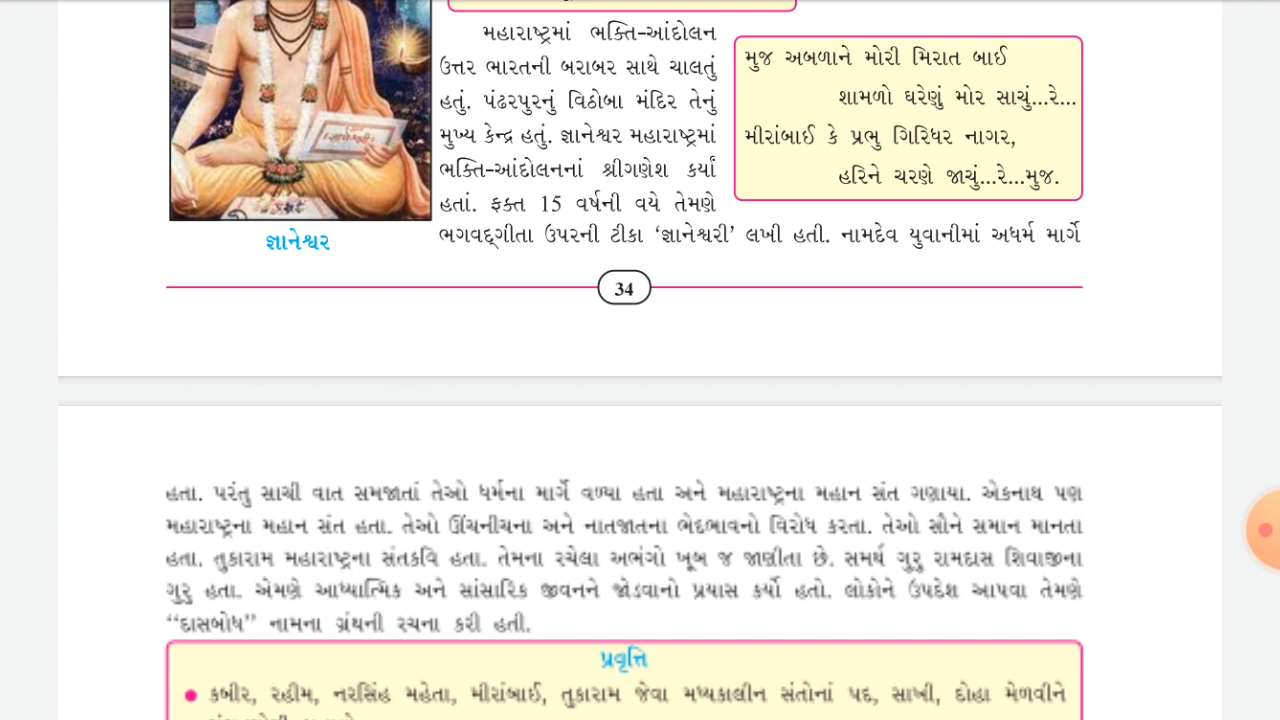 મહારાષ્ટ્રમાં ભક્તિ-આંદોલન
ઉત્તર ભારતની બરાબર સાથે ચાલતું
હતું. પંઢરપુરનું વિઠોબા મંદિર તેનું
મુખ્ય કેન્દ્ર હતું. જ્ઞાનેશ્વર મહારાષ્ટ્રમાં
ભક્તિ-આંદોલનનાં શ્રીગણેશ કર્યાં
હતાં. ફક્ત 15 વર્ષની વયે તેમણે
ભગવદ્ગીતા ઉપરની ટીકા ‘જ્ઞાનેશ્વરી’ લખી હતી. નામદેવ યુવાનીમાં અધર્મ માર્ગે
મુજ અબળાને મોરી મિરાત બાઈ
શામળો ઘરેણું મોર સાચું...રે...
મીરાંબાઈ કે પ્રભુ ગિરિધર નાગર,
હરિને ચરણે જાચું...રે...મુજ.
જ્ઞાનેશ્વર
34
હતા. પરંતુ સાચી વાત સમજાતાં તેઓ ધર્મના માર્ગે વળ્યા હતા અને મહારાષ્ટ્રના મહાન સંત ગણાયા. એકનાથ પણ
મહારાષ્ટ્રના મહાન સંત હતા. તેઓ ઊંચનીચના અને નાતજાતના ભેદભાવનો વિરોધ કરતા. તેઓ સૌને સમાન માનતા
હતા. તુકારામ મહારાષ્ટ્રના સંતકવિ હતા. તેમના રચેલા અભંગો ખૂબ જ જાણીતા છે. સમર્થ ગુરુ રામદાસ શિવાજીના
ગુરુ હતા. એમણે આધ્યાત્મિક અને સાંસારિક જીવનને જોડવાનો પ્રયાસ કર્યો હતો. લોકોને ઉપદેશ આપવા તેમણે
“દાસબોધ” નામના ગ્રંથની રચના કરી હતી.
પ્રવૃત્તિ
● કબીર, રહીમ, નરસિંહ મહેતા, મીરાંબાઈ, તુકારામ જેવા મધ્યકાલીન સંતોનાં પદ, સાખી, દોહા મેળવીને